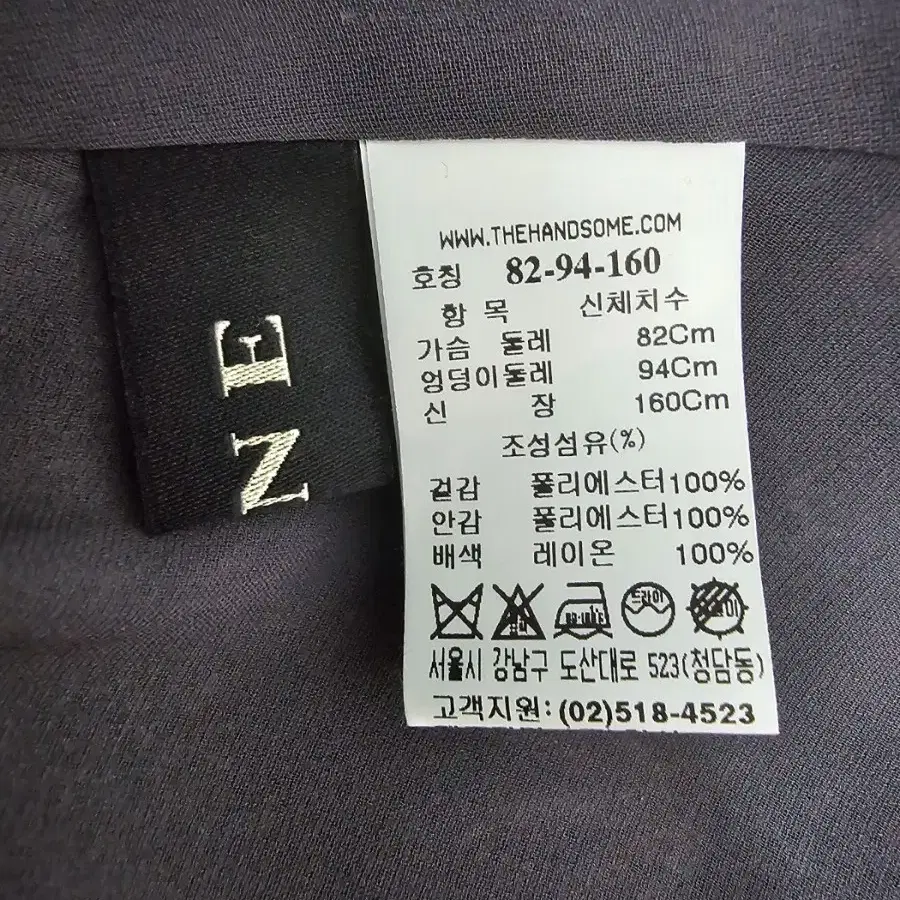 NE
WWW.THEHANDSOME.COM
호칭 82-94-160
항 목 신체치수
가슴 둘레 82Cm
엉덩이둘레 94Cm
신 장 160Cm
조성섬유(%)
겉감 폴리에스터100%
안감 폴리에스터100%
배색 레이온 100%
드라이
서울시 강남구 도산대로 523(청담동)
고객지원: (02)518-4523